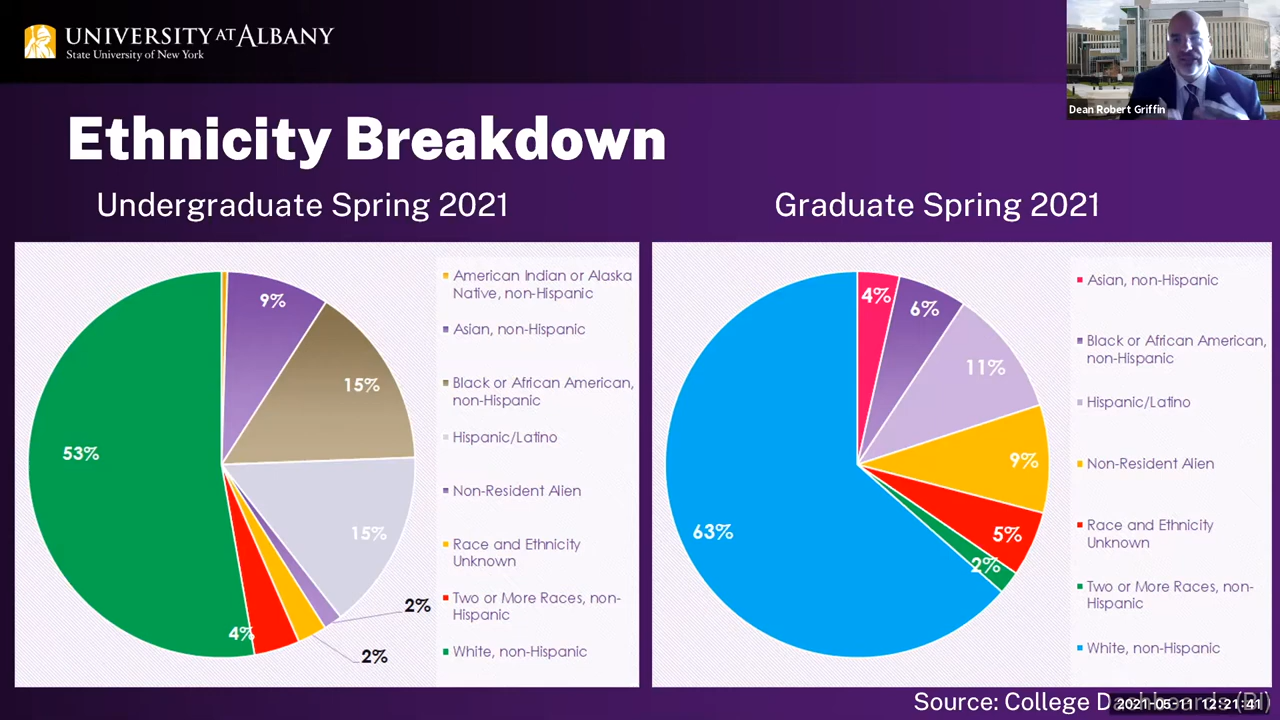 UNIVERSITY AT ALBANY
State University of New York
Dean Robert Griffin
Ethnicity Breakdown
Undergraduate Spring 2021
9%
15%
15%
2%
2%
4%
53%
American Indian or Alaska
Native, non-Hispanic
Asian, non-Hispanic
Black or African American,
non-Hispanic
Hispanic/Latino
Non-Resident Alien
Race and Ethnicity
Unknown
Two or More Races, non-
Hispanic
White, non-Hispanic
Graduate Spring 2021
4%
6%
11%
9%
5%
2%
63%
Asian, non-Hispanic
Black or African American,
non-Hispanic
Hispanic/Latino
Non-Resident Alien
Race and Ethnicity
Unknown
Two or More Races, non-
Hispanic
White, non-Hispanic
Source: College Dashboards (BI)
12:21:41